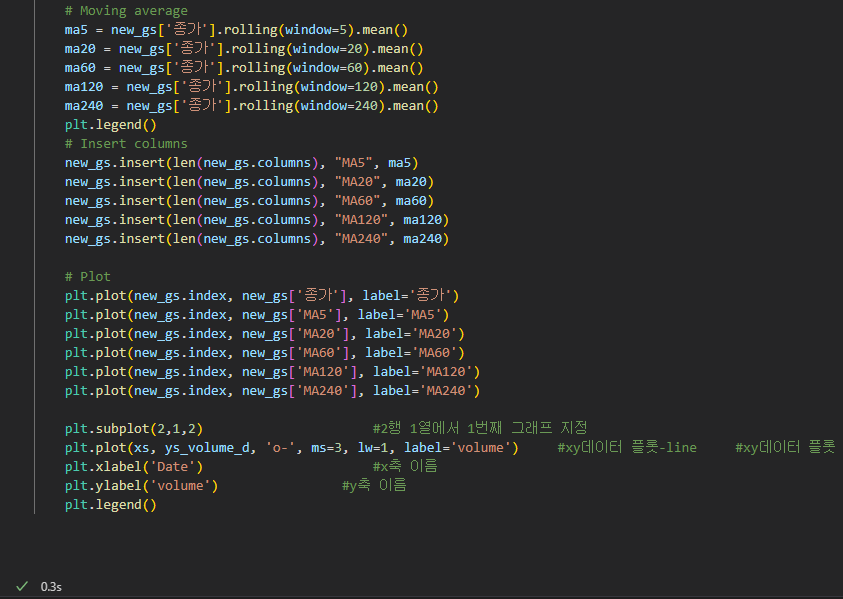 # Moving average
ma5 = new_gs['종가'].rolling(window=5).mean()
ma20 = new_gs['종가'].rolling(window=20).mean()
ma60 = new_gs['종가'].rolling(window=60).mean()
ma120 = new_gs['종가'].rolling(window=120).mean()
ma240 = new_gs['종가'].rolling(window=240).mean()
plt.legend()
# Insert columns
new_gs.insert(len(new_gs.columns), "MA5", ma5)
new_gs.insert(len(new_gs.columns), "MA20", ma20)
new_gs.insert(len(new_gs.columns), "MA60", ma60)
new_gs.insert(len(new_gs.columns), "MA120", ma120)
new_gs.insert(len(new_gs.columns), "MA240", ma240)
# Plot
plt.plot(new_gs.index, new_gs['종가'], label='종가')
plt.plot(new_gs.index, new_gs['MA5'], label='MA5')
plt.plot(new_gs.index, new_gs['MA20'], label='MA20')
plt.plot(new_gs.index, new_gs['MA60'], label='MA60')
plt.plot(new_gs.index, new_gs['MA120'], label='MA120')
plt.plot(new_gs.index, new_gs['MA240'], label='MA240')
plt.subplot(2,1,2) #2행 1열에서 1번째 그래프 지정
plt.plot(xs, ys_volume_d, 'o-', ms=3, lw=1, label='volume') #xy데이터 플롯-line #xy데이터 플롯
plt.xlabel('Date') #x축 이름
plt.ylabel('volume') #y축 이름
plt.legend()
0.3s